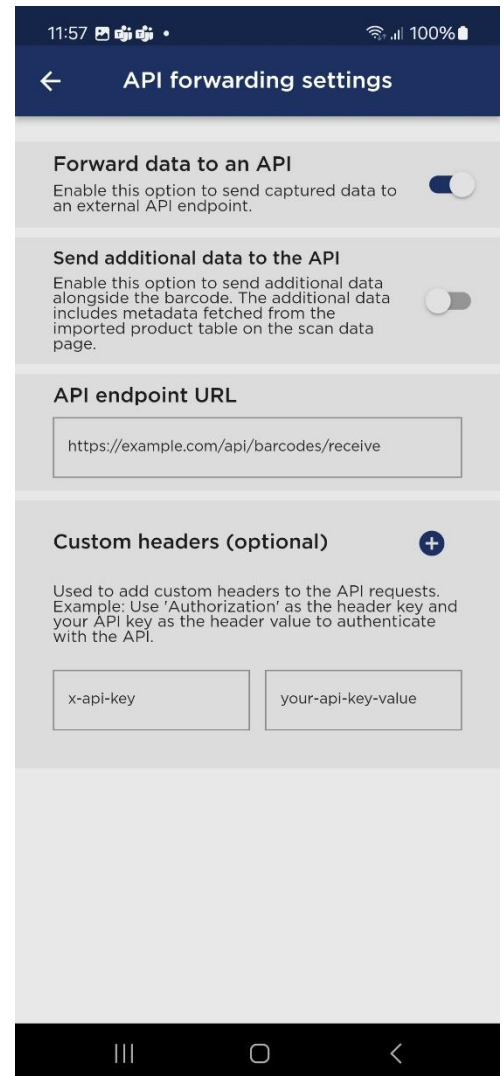 11:57
100%
API forwarding settings
Forward data to an API
Enable this option to send captured data to
an external API endpoint.
Send additional data to the API
Enable this option to send additional data
alongside the barcode. The additional data
includes metadata fetched from the
imported product table on the scan data
page.
API endpoint URL
https://example.com/api/barcodes/receive
Custom headers (optional)
Used to add custom headers to the API requests.
Example: Use 'Authorization' as the header key and
your API key as the header value to authenticate
with the API.
x-api-key
your-api-key-value